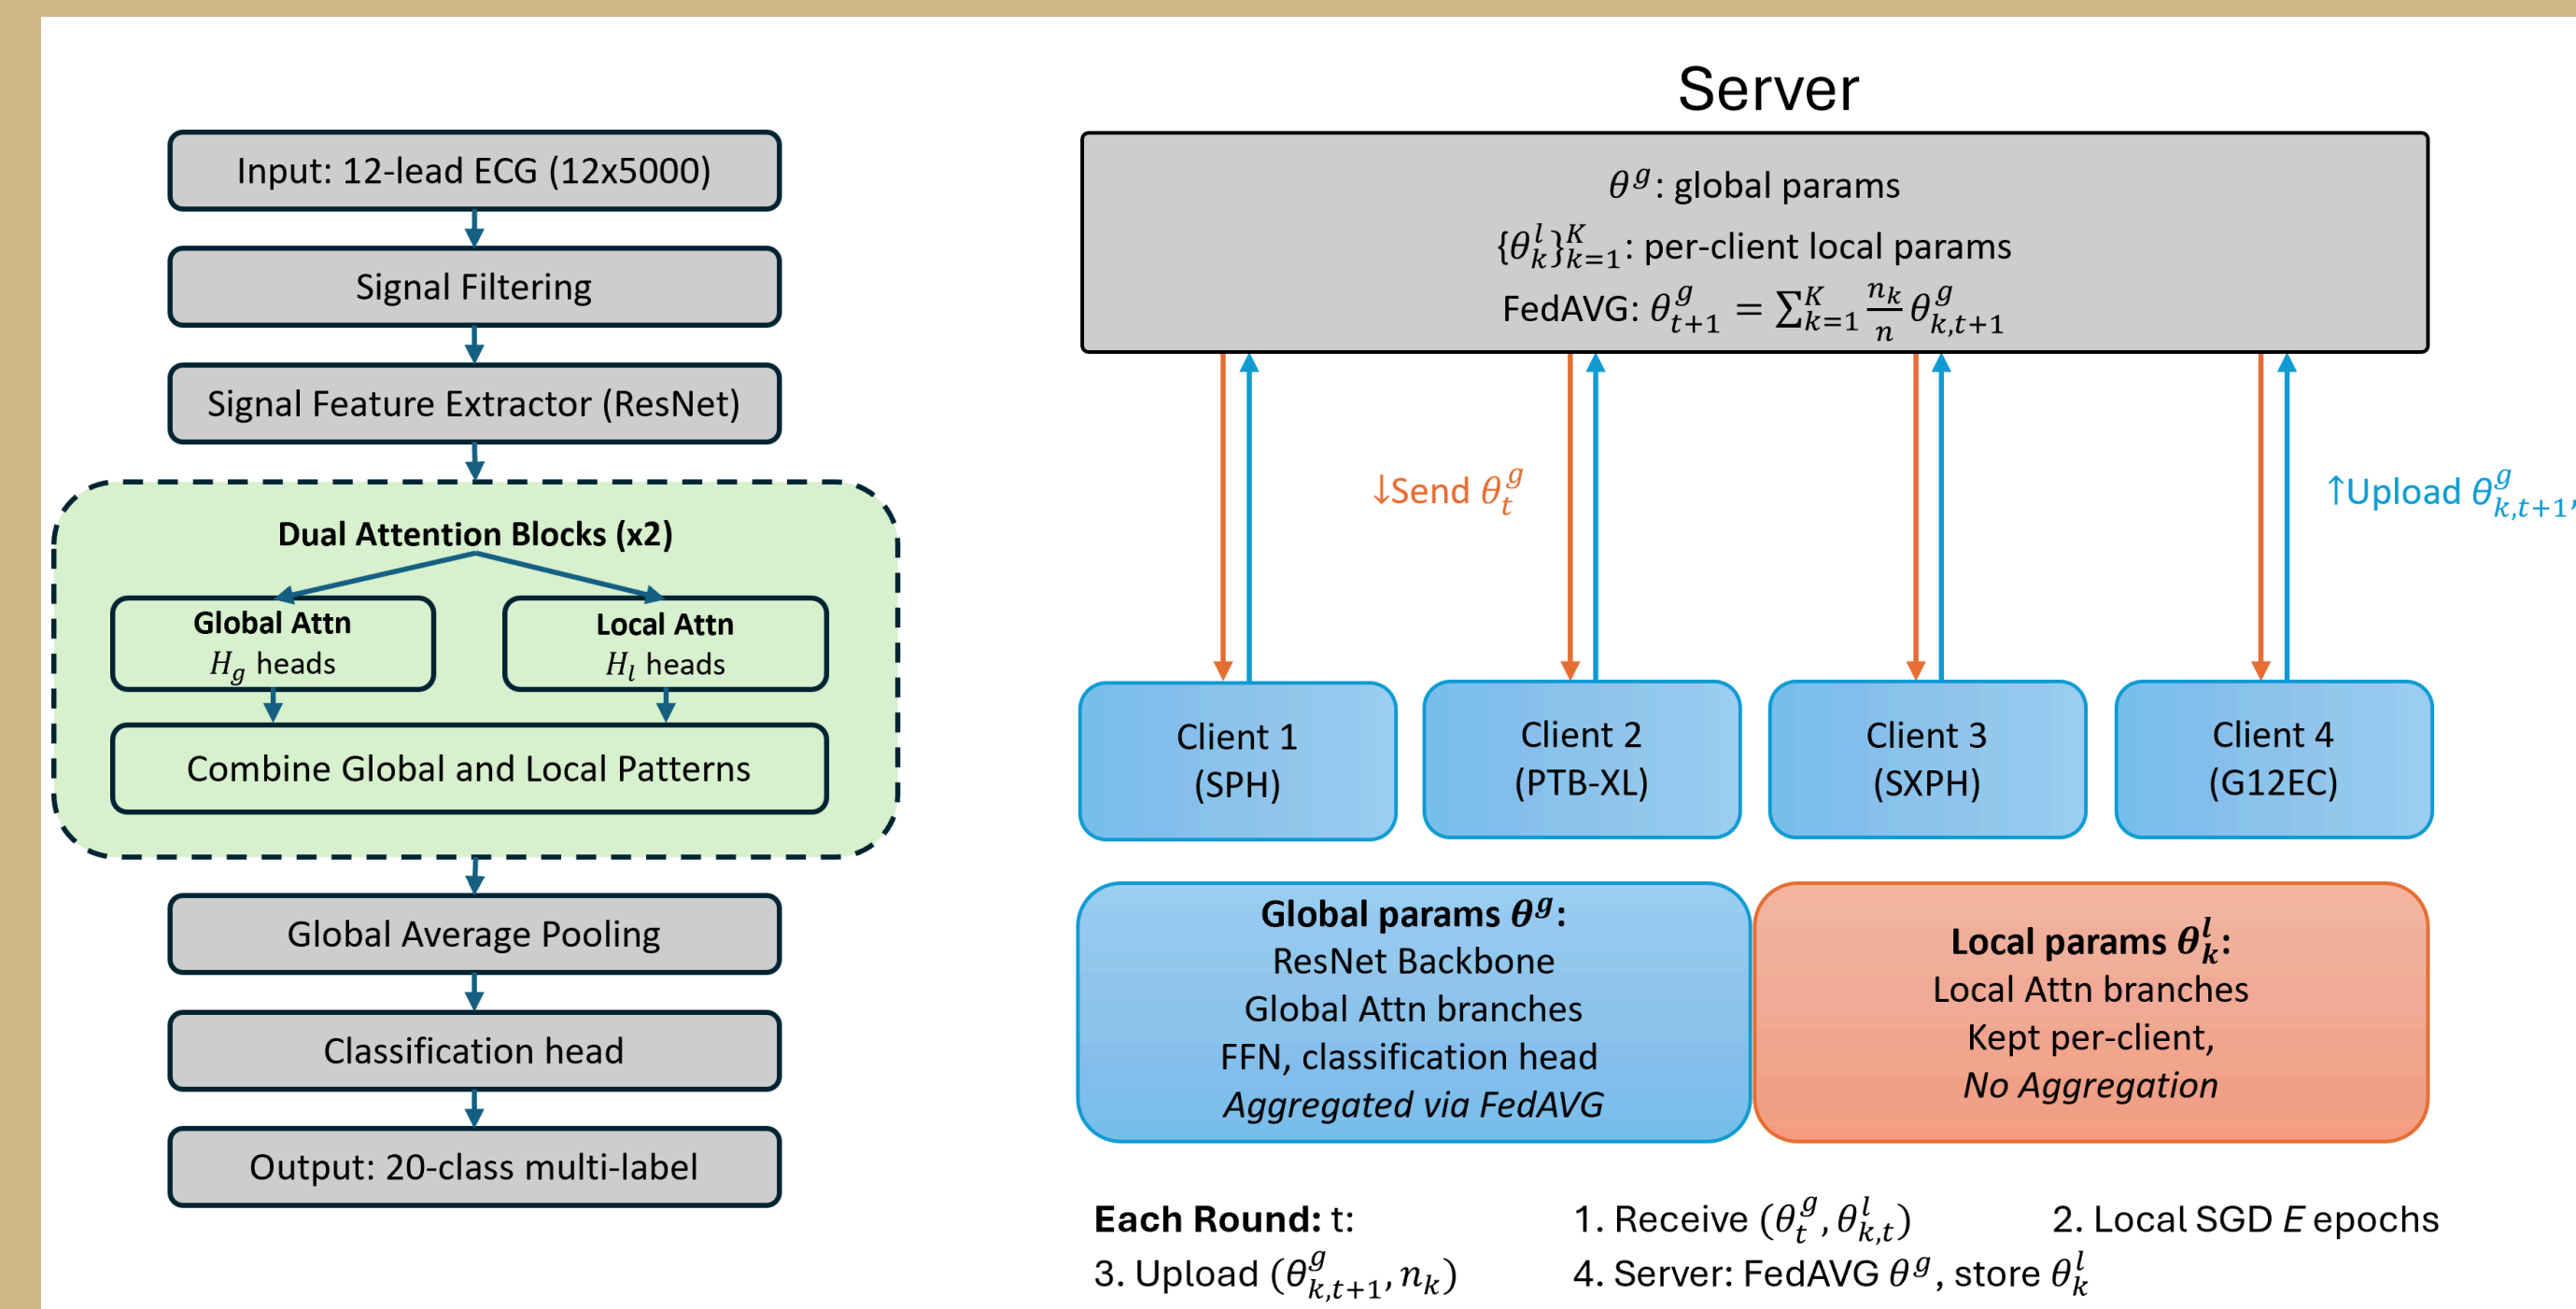 Input: 12-lead ECG (12x5000)
Signal Filtering
Signal Feature Extractor (ResNet)
Dual Attention Blocks (x2)
Global Attn
H_g heads
Local Attn
H_l heads
Combine Global and Local Patterns
Global Average Pooling
Classification head
Output: 20-class multi-label
Server
θ^g: global params
{θ_k^l}_{k=1}^K: per-client local params
FedAVG: θ_{t+1}^g = ∑_{k=1}^K \frac{n_k}{n} θ_{k,t+1}^g
↓Send θ_t^g
↑Upload θ_{k,t+1}^g,
Client 1
(SPH)
Client 2
(PTB-XL)
Client 3
(SXPH)
Client 4
(G12EC)
Global params θ^g:
ResNet Backbone
Global Attn branches
FFN, classification head
Aggregated via FedAVG
Local params θ_k^l:
Local Attn branches
Kept per-client,
No Aggregation
Each Round: t: 1. Receive (θ_t^g, θ_{k,t}^l) 2. Local SGD E epochs
3. Upload (θ_{k,t+1}^g, n_k) 4. Server: FedAVG θ^g, store θ_k^l